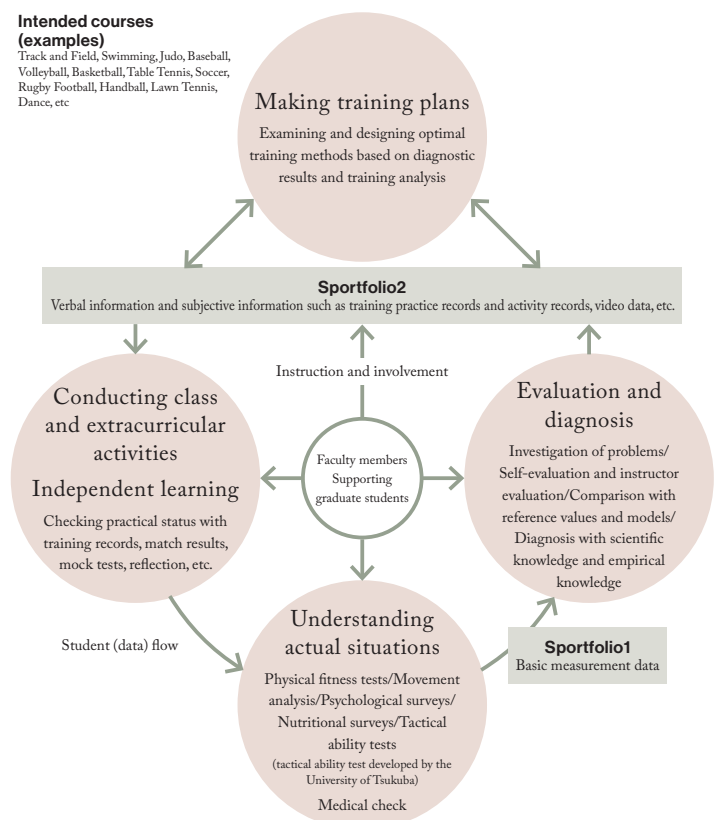 Intended courses
(examples)
Track and Field, Swimming, Judo, Baseball,
Volleyball, Basketball, Table Tennis, Soccer,
Rugby Football, Handball, Lawn Tennis,
Dance, etc
Making training plans
Examining and designing optimal
training methods based on diagnostic
results and training analysis
Sportfolio2
Verbal information and subjective information such as training practice records and activity records, video data, etc.
Instruction and involvement
Conducting class
and extracurricular
activities
Independent learning
Checking practical status with
training records, match results,
mock tests, reflection, etc.
Faculty members
Supporting
graduate students
Evaluation and
diagnosis
Investigation of problems/
Self-evaluation and instructor
evaluation/Comparison with
reference values and models/
Diagnosis with scientific
knowledge and empirical
knowledge
Student (data) flow
Understanding
actual situations
Physical fitness tests/Movement
analysis/Psychological surveys/
Nutritional surveys/Tactical
ability tests
(tactical ability test developed by the
University of Tsukuba)
Medical check
Sportfolio1
Basic measurement data